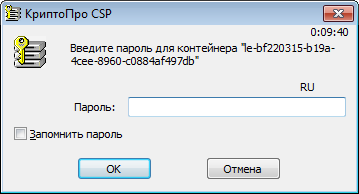 КриптоПро CSP
0:09:40
Введите пароль для контейнера "le-bf220315-b19a-
4cee-8960-c0884af497db"
RU
Пароль:
Запомнить пароль
OK
Отмена